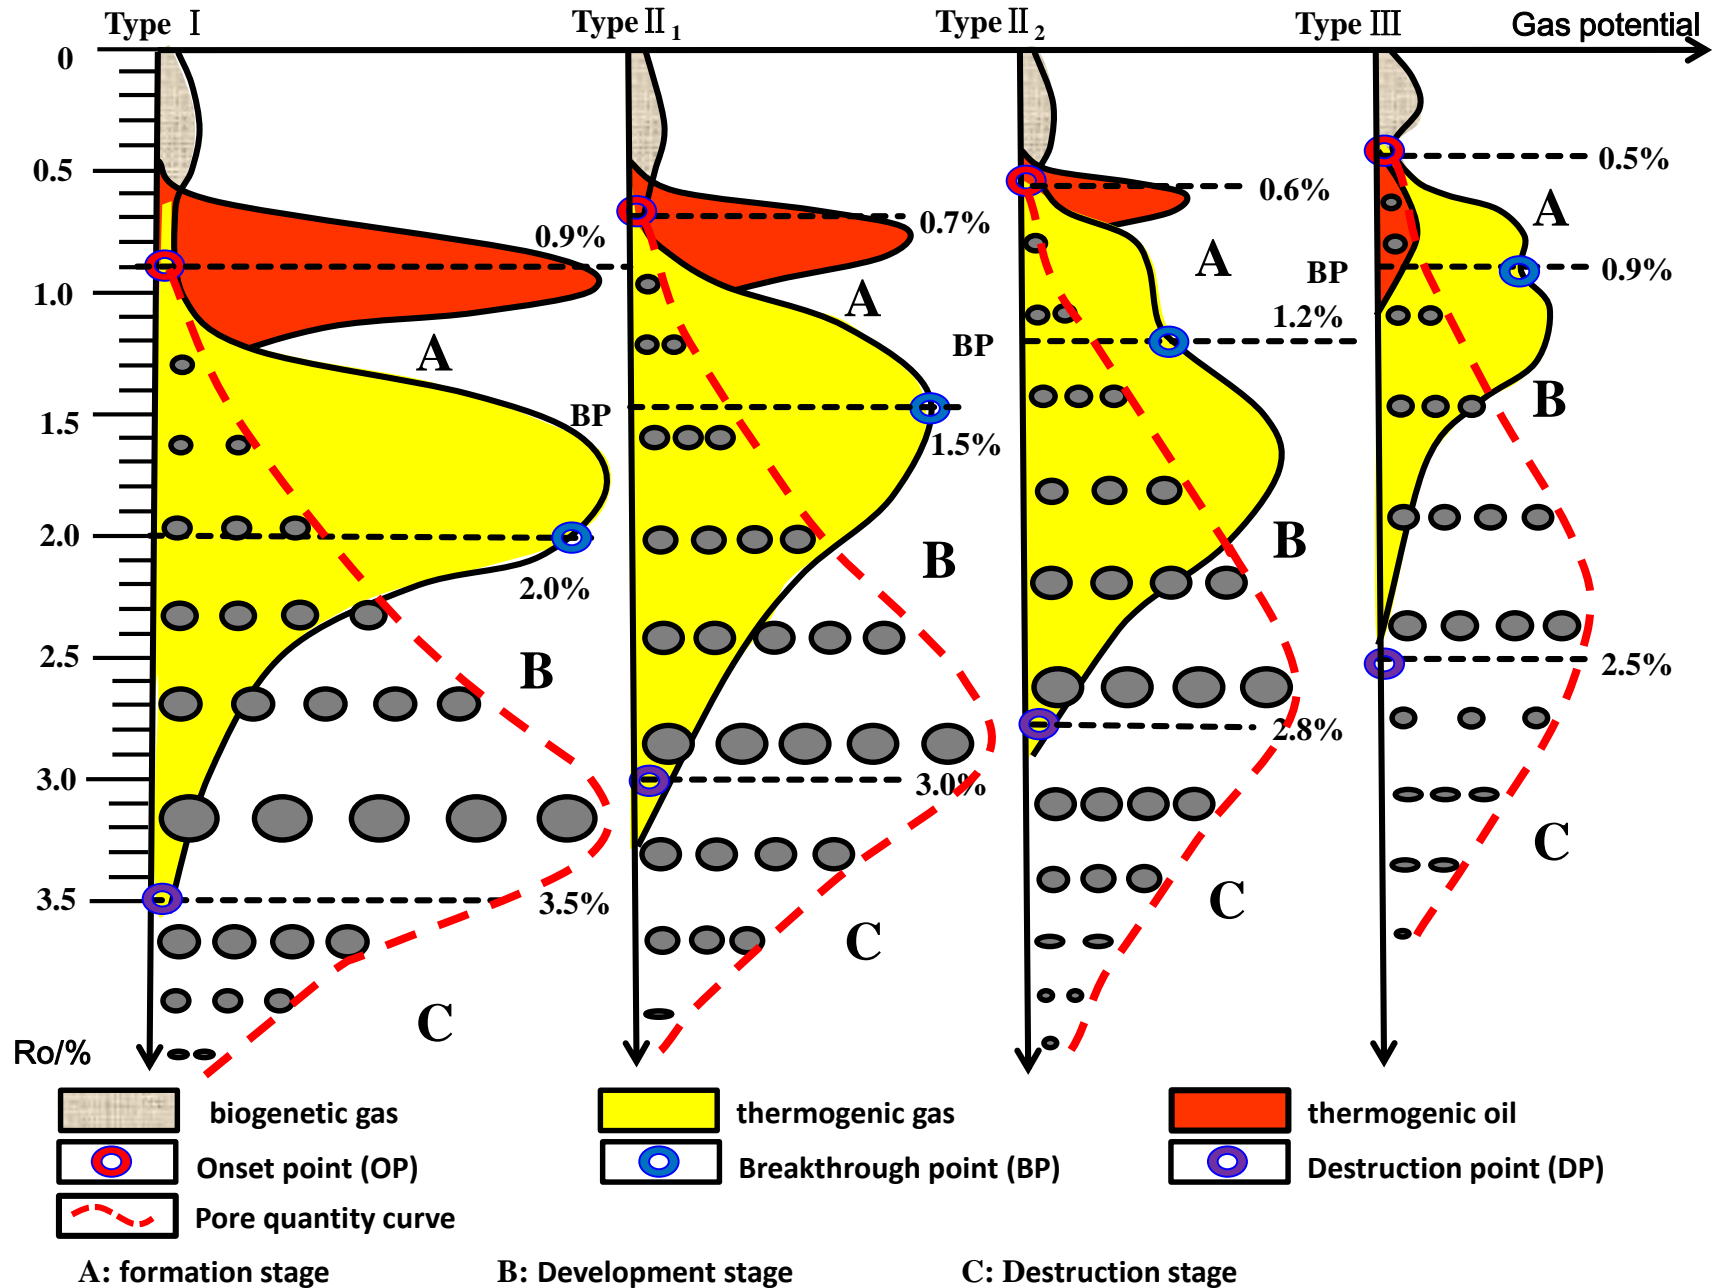 Type Ⅰ
Type Ⅱ1
Type Ⅱ2
Type Ⅲ
Gas potential
0
0.5
1.0
1.5
2.0
2.5
3.0
3.5
Ro/%
0.9%
A
2.0%
B
3.5%
C
0.7%
A
BP
1.5%
B
3.0%
C
0.6%
A
BP
1.2%
B
2.8%
C
0.5%
A
BP
0.9%
B
2.5%
C
biogenetic gas
thermogenic gas
thermogenic oil
Onset point (OP)
Breakthrough point (BP)
Destruction point (DP)
Pore quantity curve
A: formation stage
B: Development stage
C: Destruction stage